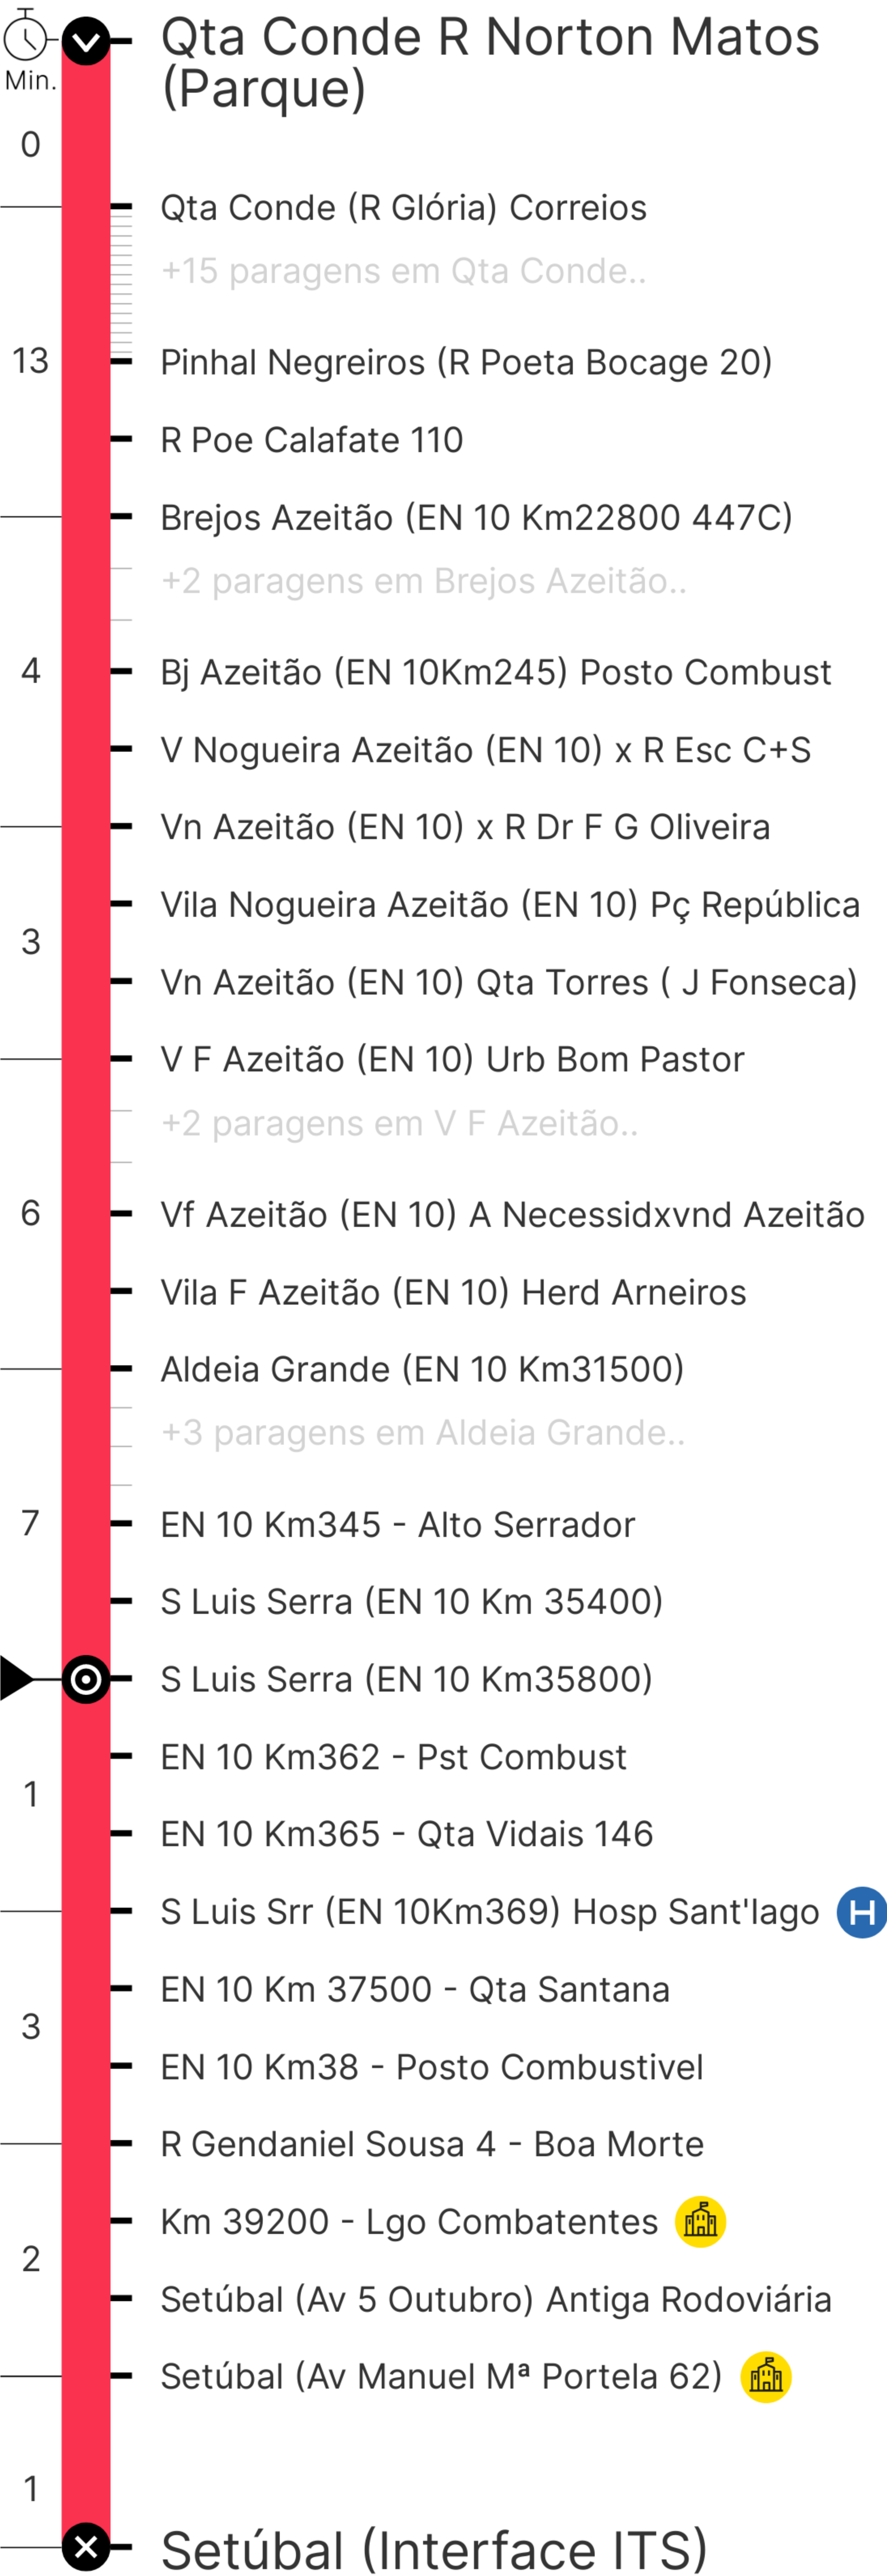 Qta Conde R Norton Matos
(Parque)
Min.
0
Qta Conde (R Glória) Correios
+15 paragens em Qta Conde..
13
Pinhal Negreiros (R Poeta Bocage 20)
R Poe Calafate 110
Brejos Azeitão (EN 10 Km22800 447C)
+2 paragens em Brejos Azeitão..
4
Bj Azeitão (EN 10Km245) Posto Combust
V Nogueira Azeitão (EN 10) x R Esc C+S
Vn Azeitão (EN 10) x R Dr F G Oliveira
Vila Nogueira Azeitão (EN 10) Pç República
3
Vn Azeitão (EN 10) Qta Torres ( J Fonseca)
V F Azeitão (EN 10) Urb Bom Pastor
+2 paragens em V F Azeitão..
6
Vf Azeitão (EN 10) A Necessidxvnd Azeitão
Vila F Azeitão (EN 10) Herd Arneiros
Aldeia Grande (EN 10 Km31500)
+3 paragens em Aldeia Grande..
7
EN 10 Km345 - Alto Serrador
S Luis Serra (EN 10 Km 35400)
S Luis Serra (EN 10 Km35800)
EN 10 Km362 - Pst Combust
1
EN 10 Km365 - Qta Vidais 146
S Luis Srr (EN 10Km369) Hosp Sant'Iago
H
EN 10 Km 37500 - Qta Santana
3
EN 10 Km38 - Posto Combustivel
R Gendaniel Sousa 4 - Boa Morte
Km 39200 - Lgo Combatentes
2
Setúbal (Av 5 Outubro) Antiga Rodoviária
Setúbal (Av Manuel Mª Portela 62)
1
Setúbal (Interface ITS)